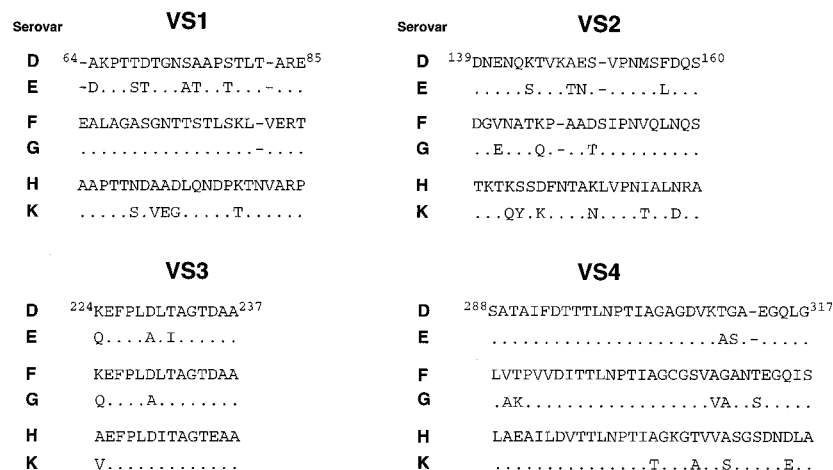 Serovar VS1
D 64-AKPTTDTGNSAAPSTLT-ARE85
E -D...ST...AT..T...-...
F EALAGASGNTTSTLSKL-VERT
G .................-....
H AAPTTNDAADLQNDPKTNVARP
K .....S.VEG.....T......
Serovar VS2
D 139DNENQKTVKAES-VPNMSFDQS160
E .....S...TN.-......L...
F DGVNATKP-AADSIPNVQLNQS
G ..E...Q.-..T..........
H TKTKSSDFNTAKLVPNIALNRA
K ...QY.K....N....T..D..
VS3
D 224KEFPLDLTAGTDAA237
E Q....A.I......
F KEFPLDLTAGTDAA
G Q....A........
H AEFPLDITAGTEAA
K V.............
VS4
D 288SATAIFDTTTLNPTIAGAGDVKTGA-EGQLG317
E ......................AS.-......
F LVTPVVDITTLNPTIAGCGSVAGANTEGQIS
G .AK..................VA..S.....
H LAEAILDVTTLNPTIAGKGTVVASGSDNDLA
K ...............T...A..S.....E..